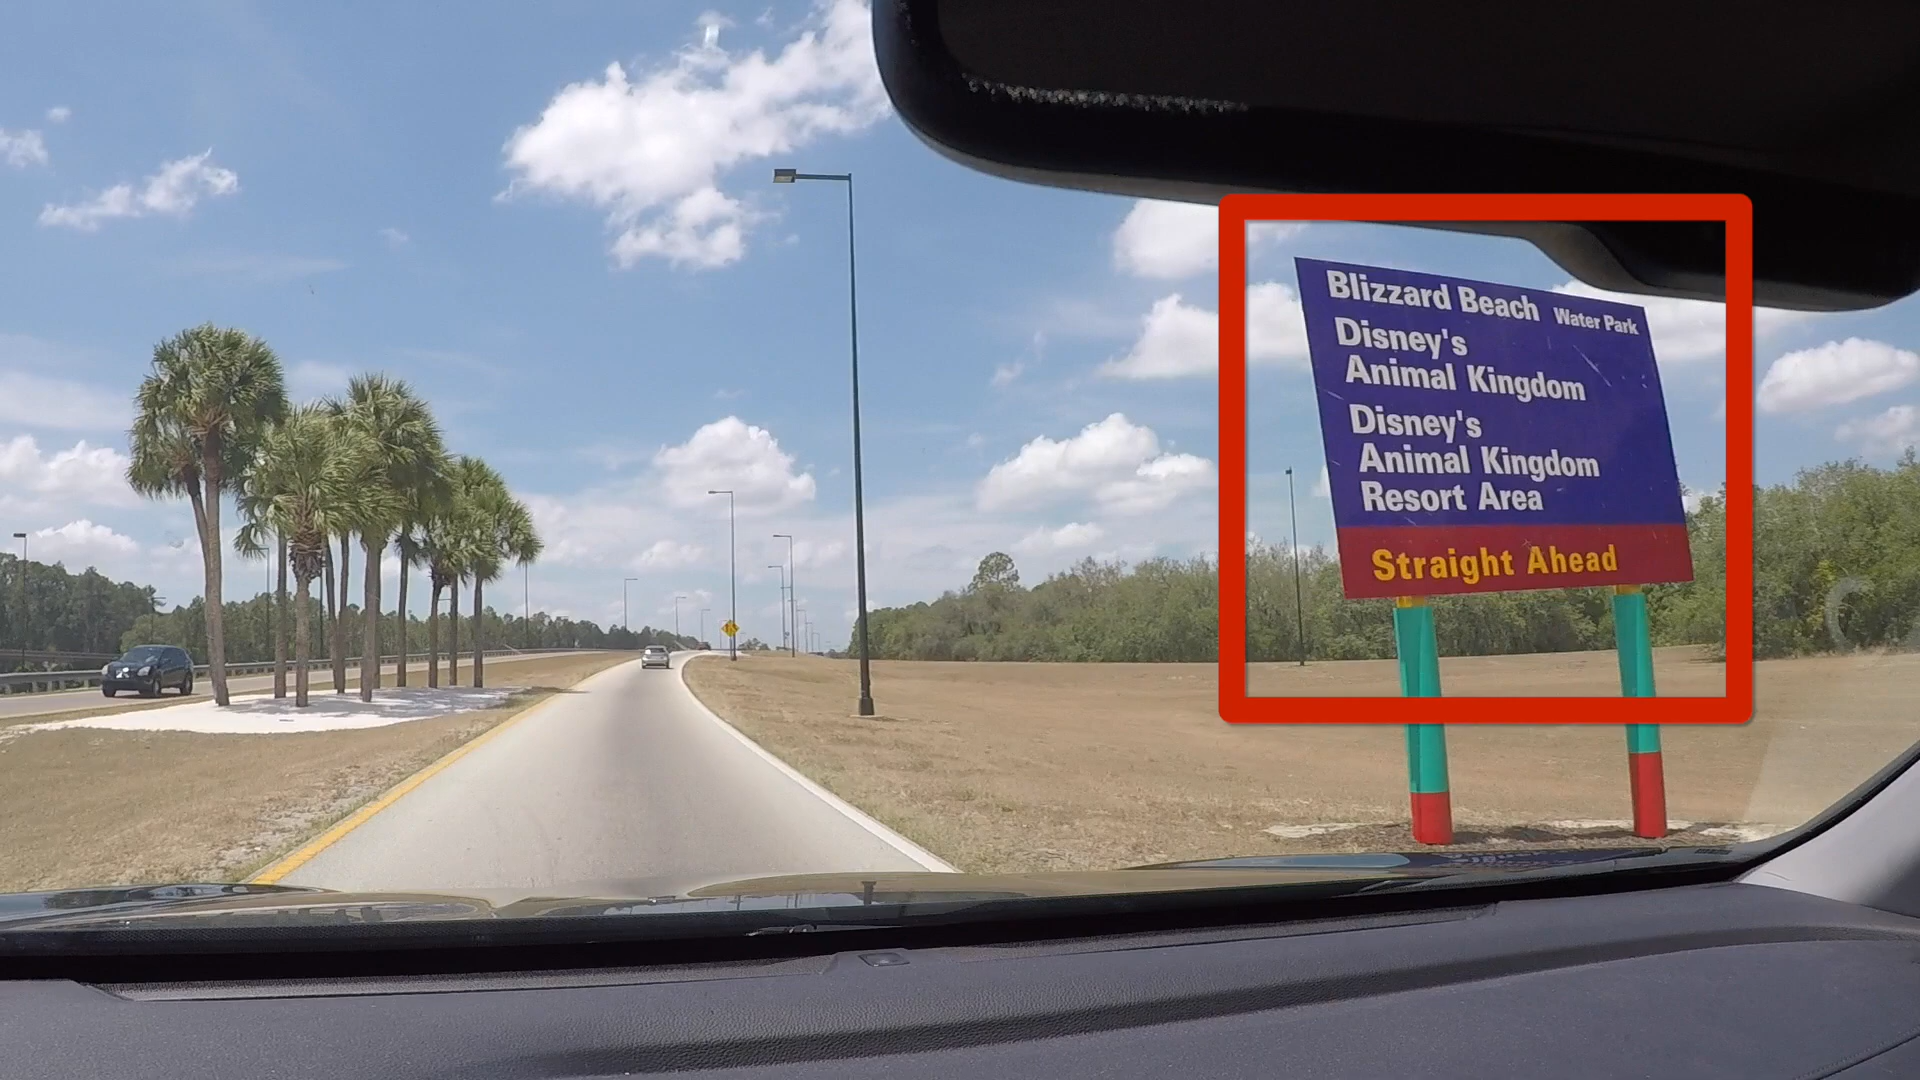 Blizzard Beach Water Park
Disney's
Animal Kingdom
Disney's
Animal Kingdom
Resort Area
Straight Ahead